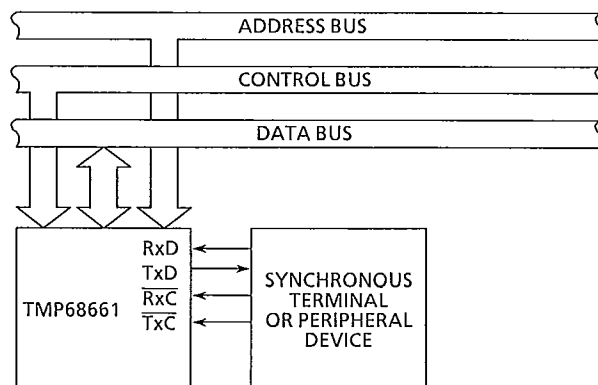 ADDRESS BUS
CONTROL BUS
DATA BUS
RxD
TxD
RxC
TxC
TMP68661
SYNCHRONOUS
TERMINAL
OR PERIPHERAL
DEVICE